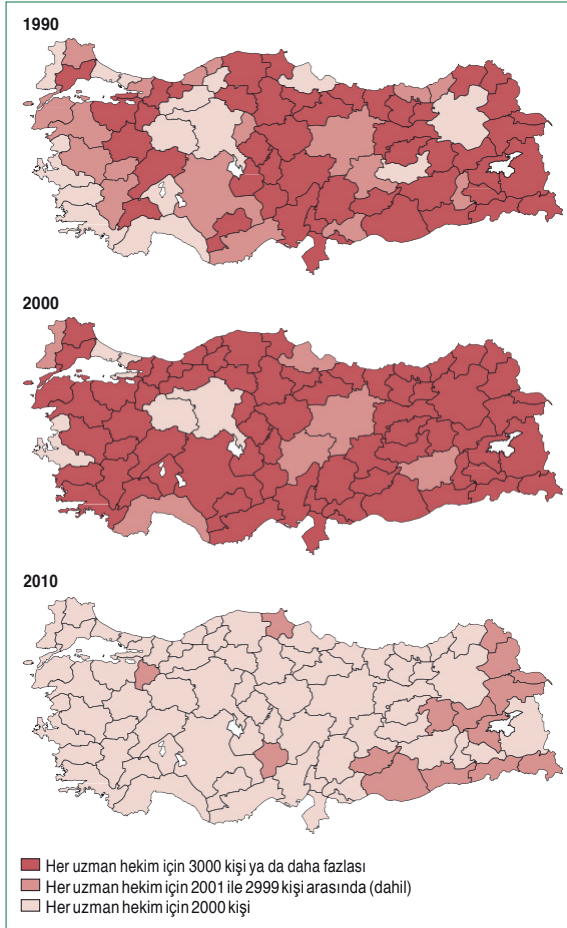 1990
2000
2010
Her uzman hekim için 3000 kişi ya da daha fazlası
Her uzman hekim için 2001 ile 2999 kişi arasında (dahil)
Her uzman hekim için 2000 kişi